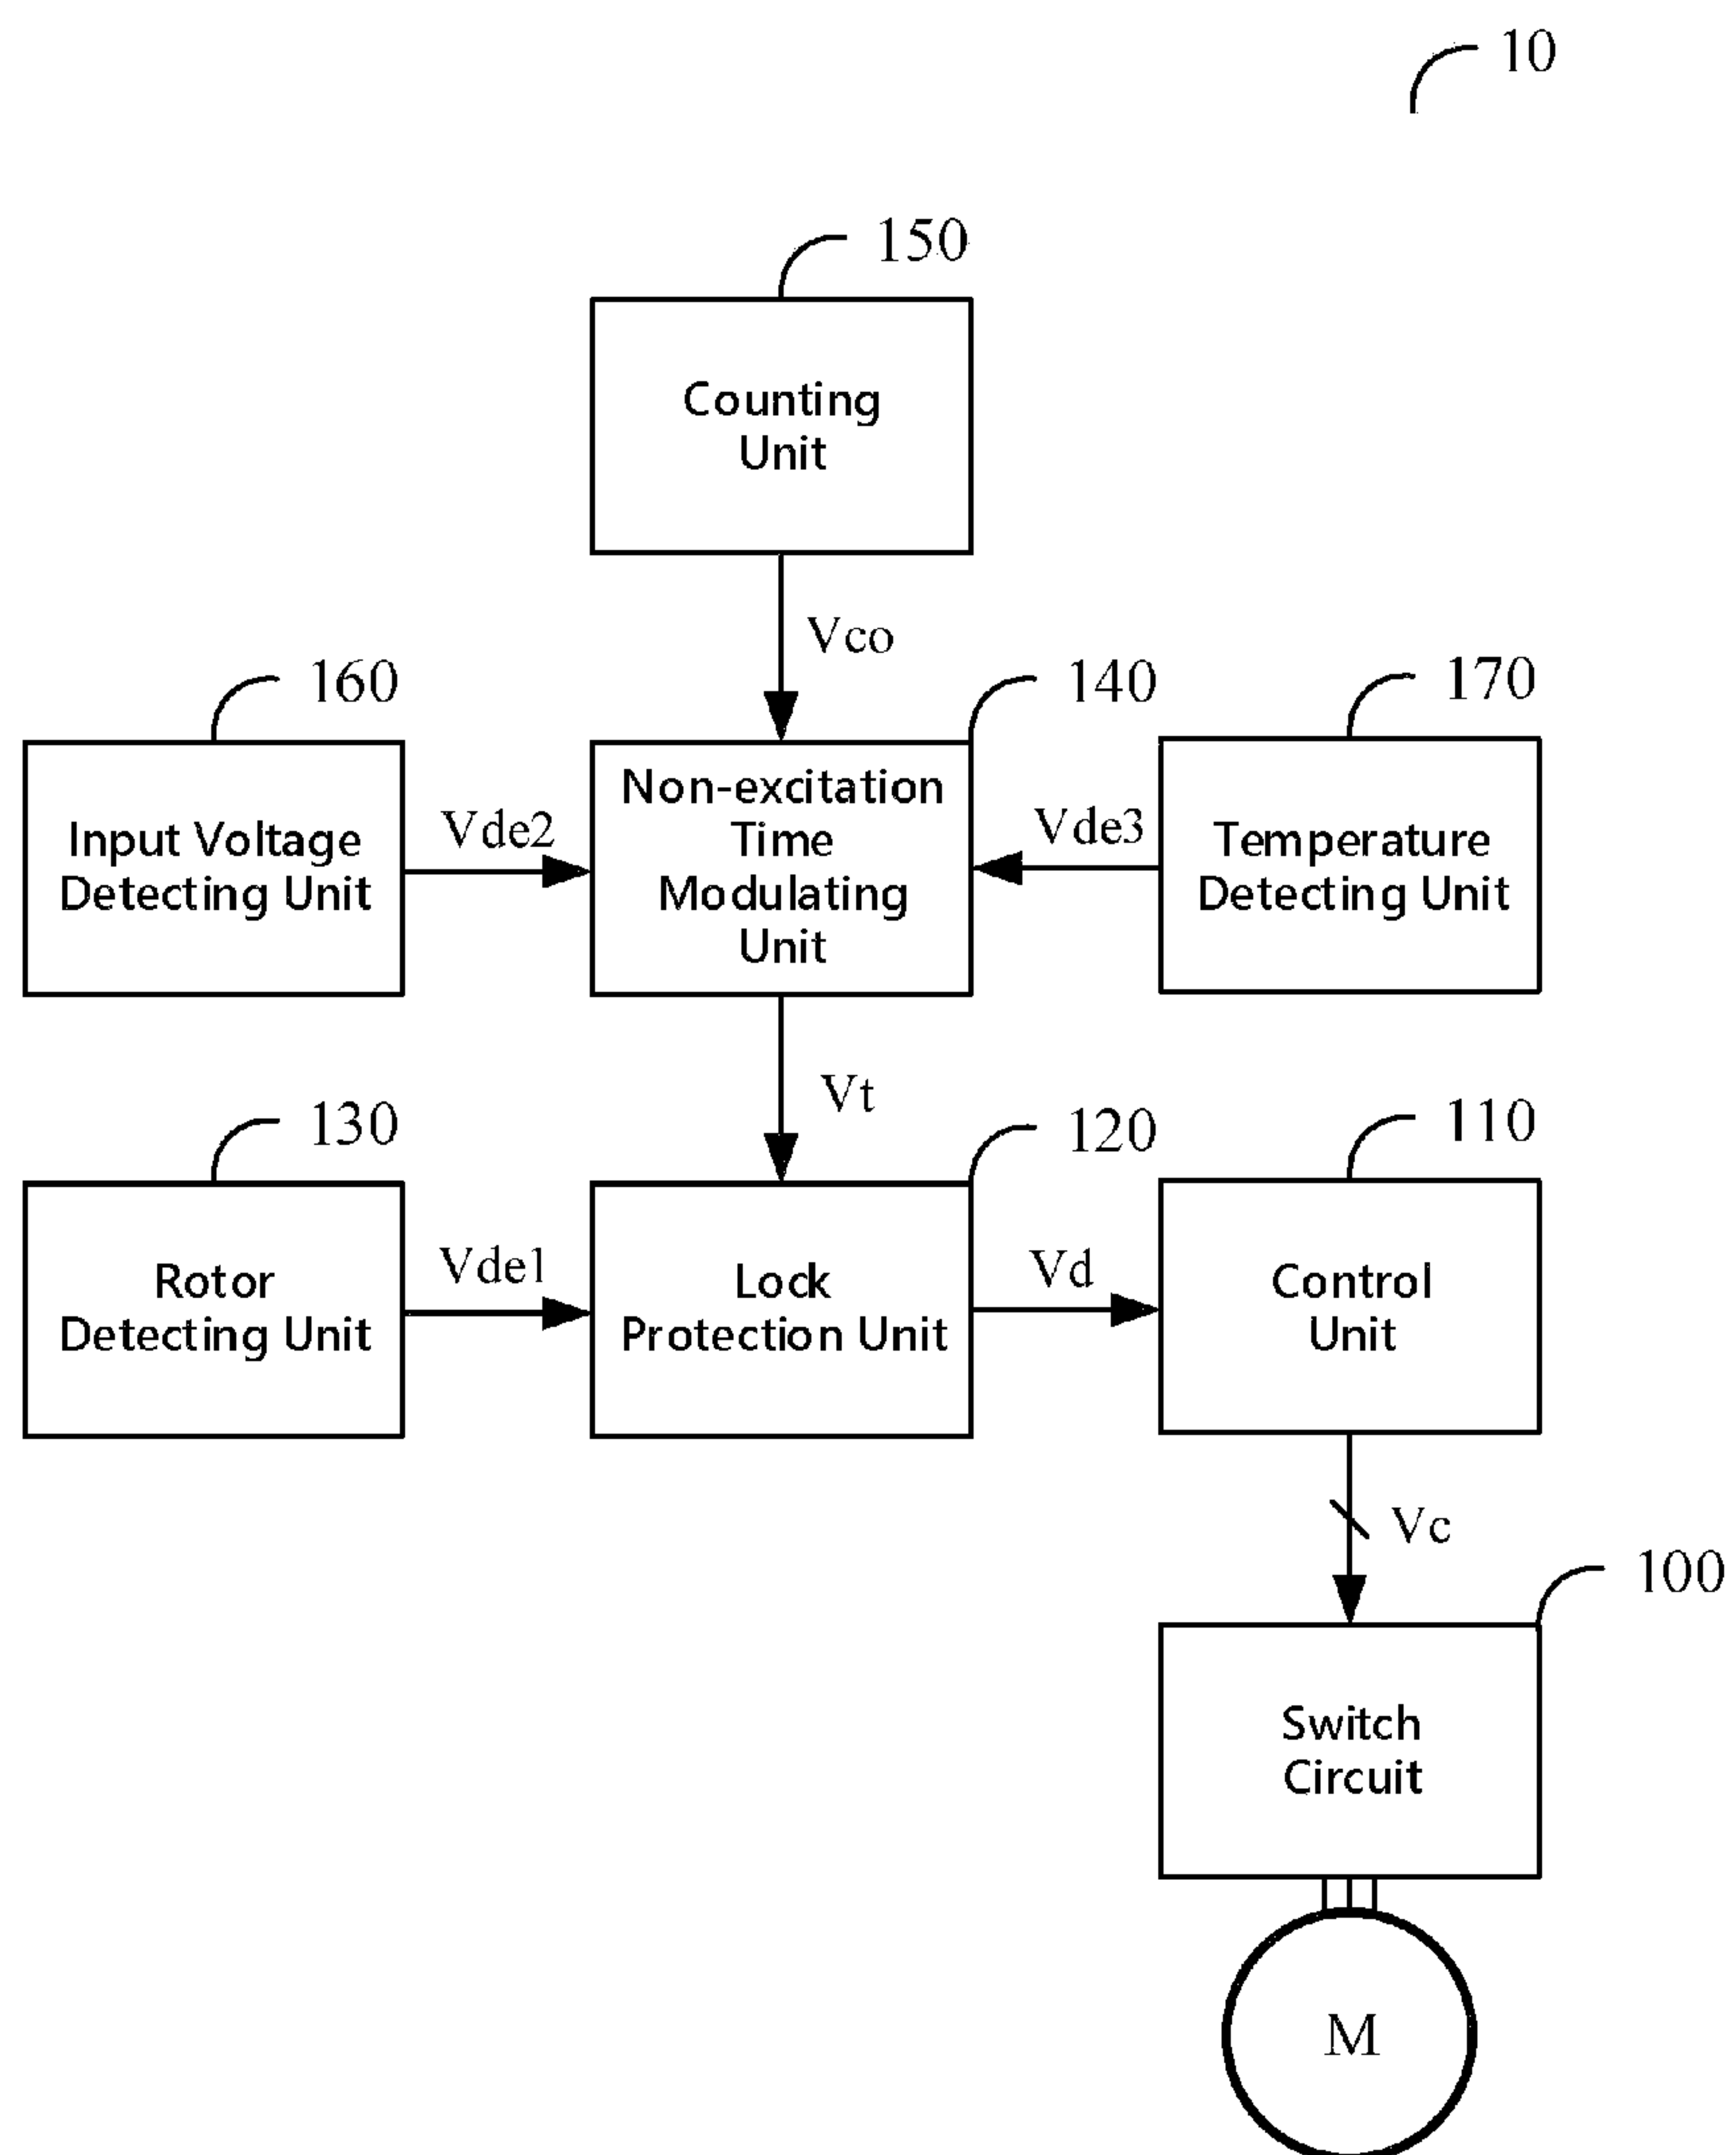 10
150
Counting
Unit
Vco
160
140
170
Input Voltage
Detecting Unit
Vde2
Non-excitation
Time
Modulating
Unit
Vde3
Temperature
Detecting Unit
Vt
130
120
110
Rotor
Detecting Unit
Vde1
Lock
Protection Unit
Vd
Control
Unit
Vc
100
Switch
Circuit
M